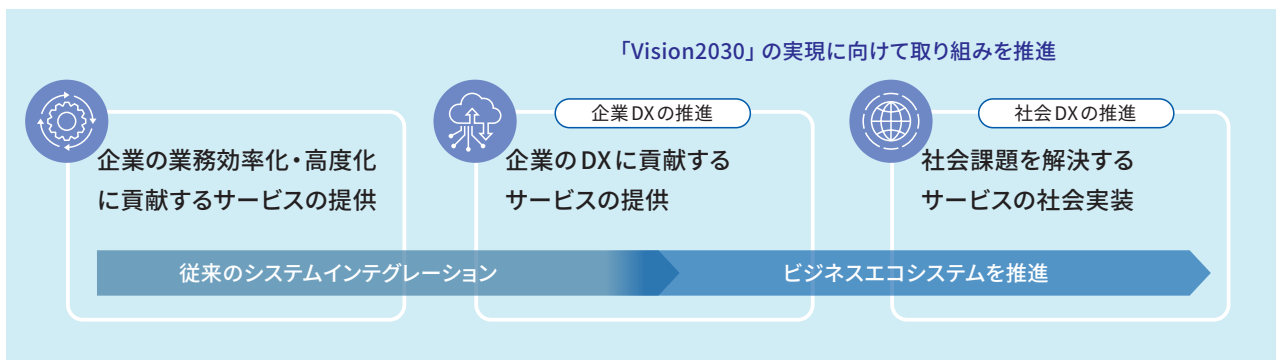 「Vision2030」の実現に向けて取り組みを推進
企業の業務効率化・高度化
に貢献するサービスの提供
企業DXの推進
企業のDXに貢献する
サービスの提供
社会DXの推進
社会課題を解決する
サービスの社会実装
従来のシステムインテグレーション
ビジネスエコシステムを推進